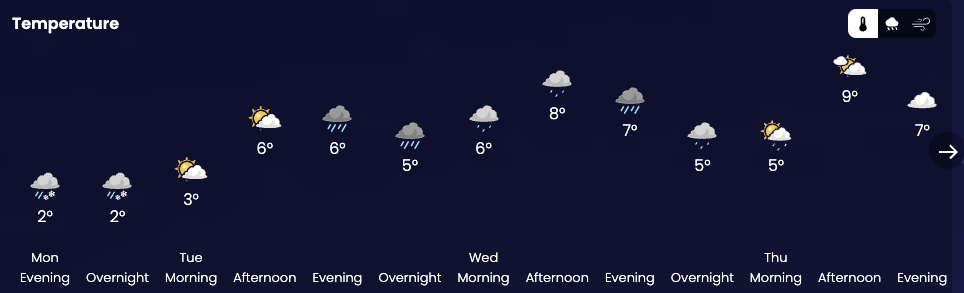 Temperature
2°
2°
3°
6°
6°
5°
6°
8°
7°
5°
5°
9°
7°
Mon
Tue
Wed
Thu
Evening
Overnight
Morning
Afternoon
Evening
Overnight
Morning
Afternoon
Evening
Overnight
Morning
Afternoon
Evening